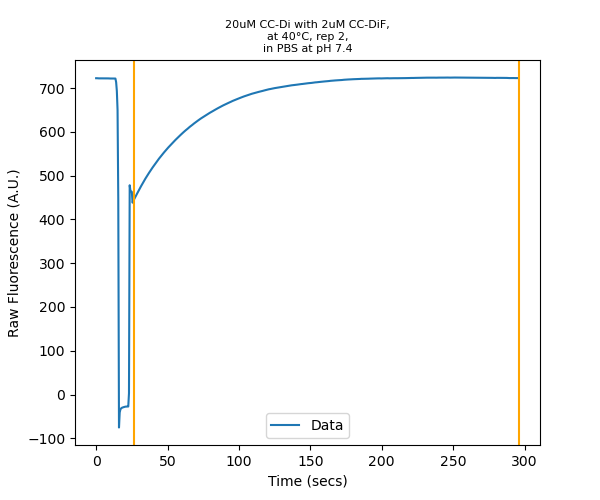 20uM CC-Di with 2uM CC-DiF,
at 40°C, rep 2,
in PBS at pH 7.4
Raw Fluorescence (A.U.)
700
600
500
400
300
200
100
0
−100
Data
0 50 100 150 200 250 300
Time (secs)